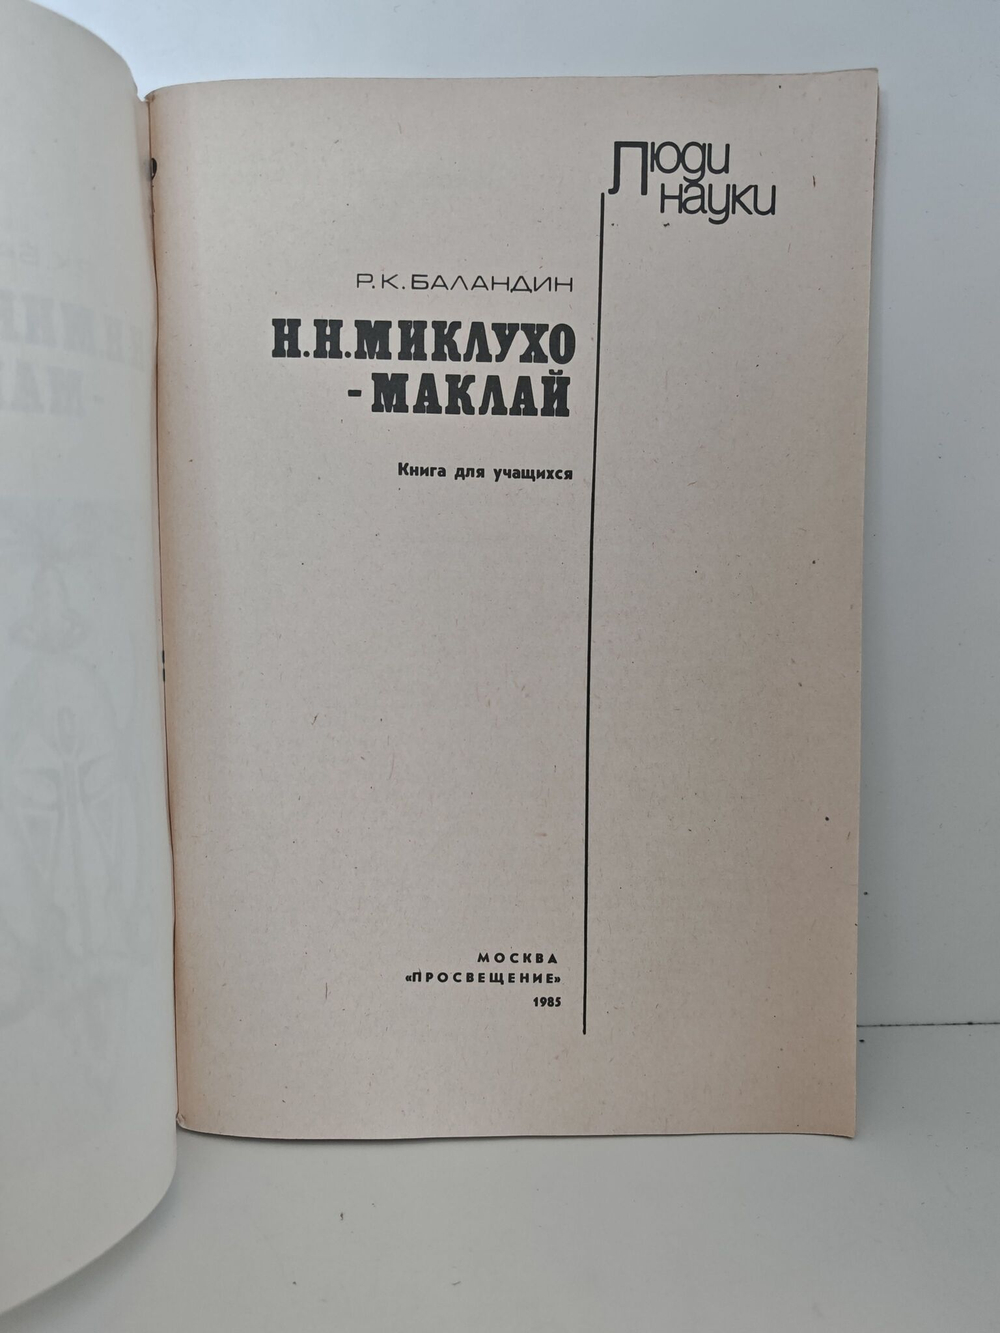 Люди
науки
Р.К.БАЛАНДИН
Н.Н.МИКЛУХО
-МАКЛАЙ
Книга для учащихся
МОСКВА
«ПРОСВЕЩЕНИЕ»
1985